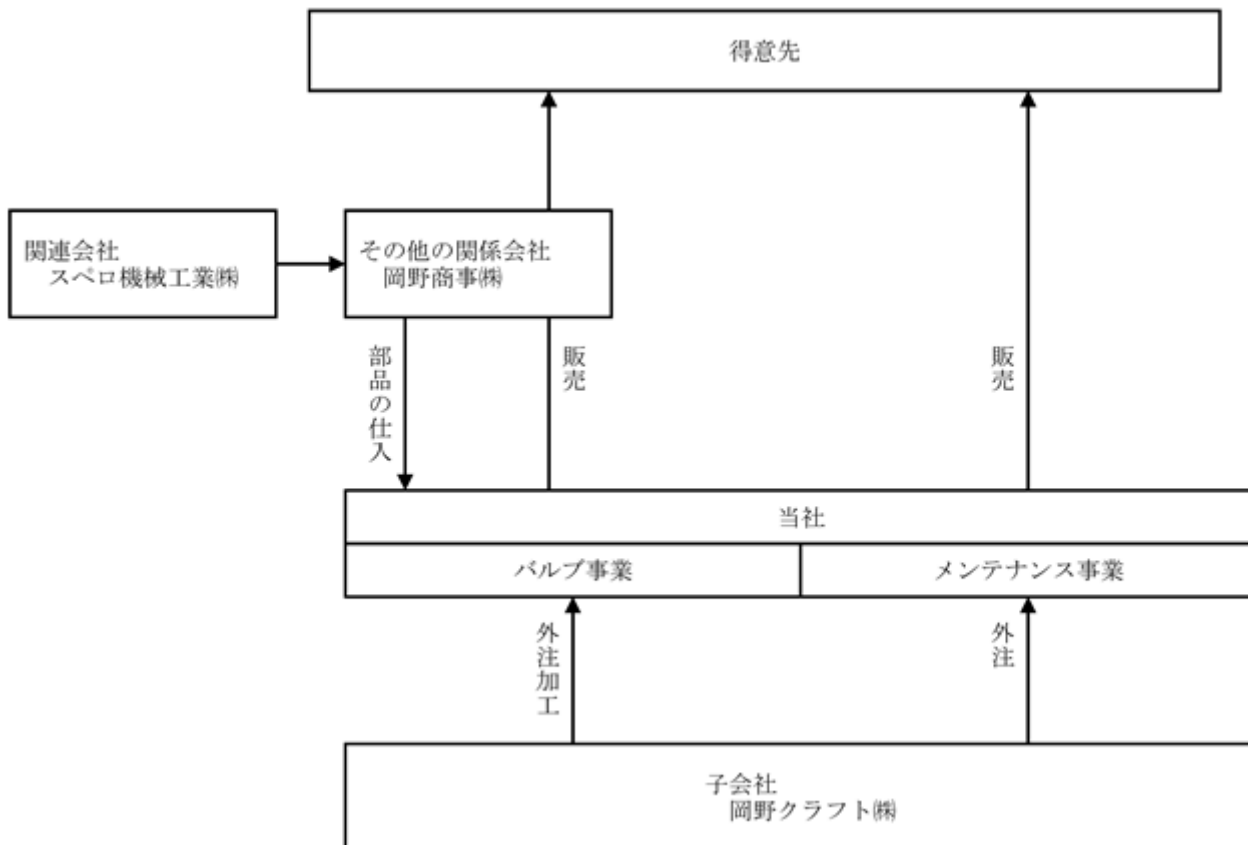 得意先
関連会社
スペロ機械工業㈱
その他の関係会社
岡野商事㈱
部品の仕入
販売
販売
当社
バルブ事業
メンテナンス事業
外注加工
外注
子会社
岡野クラフト㈱